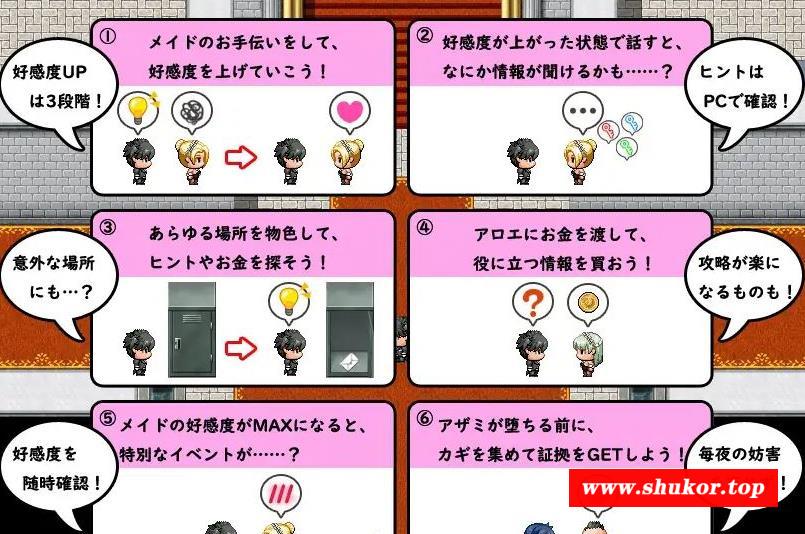 好感度UP
は3段階！
①
メイドのお手伝いをして、
好感度を上げていこう！
②
好感度が上がった状態で話すと、
なにか情報が聞けるかも……？
ヒントは
PCで確認！
意外な場所
にも…？
③
あらゆる場所を物色して、
ヒントやお金を探そう！
④
アロエにお金を渡して、
役に立つ情報を買おう！
攻略が楽に
なるものも！
好感度を
随時確認！
⑤
メイドの好感度がMAXになると、
特別なイベントが……？
⑥
アザミが堕ちる前に、
カギを集めて証拠をGETしよう！
毎夜の妨害
！
www.shukor.top